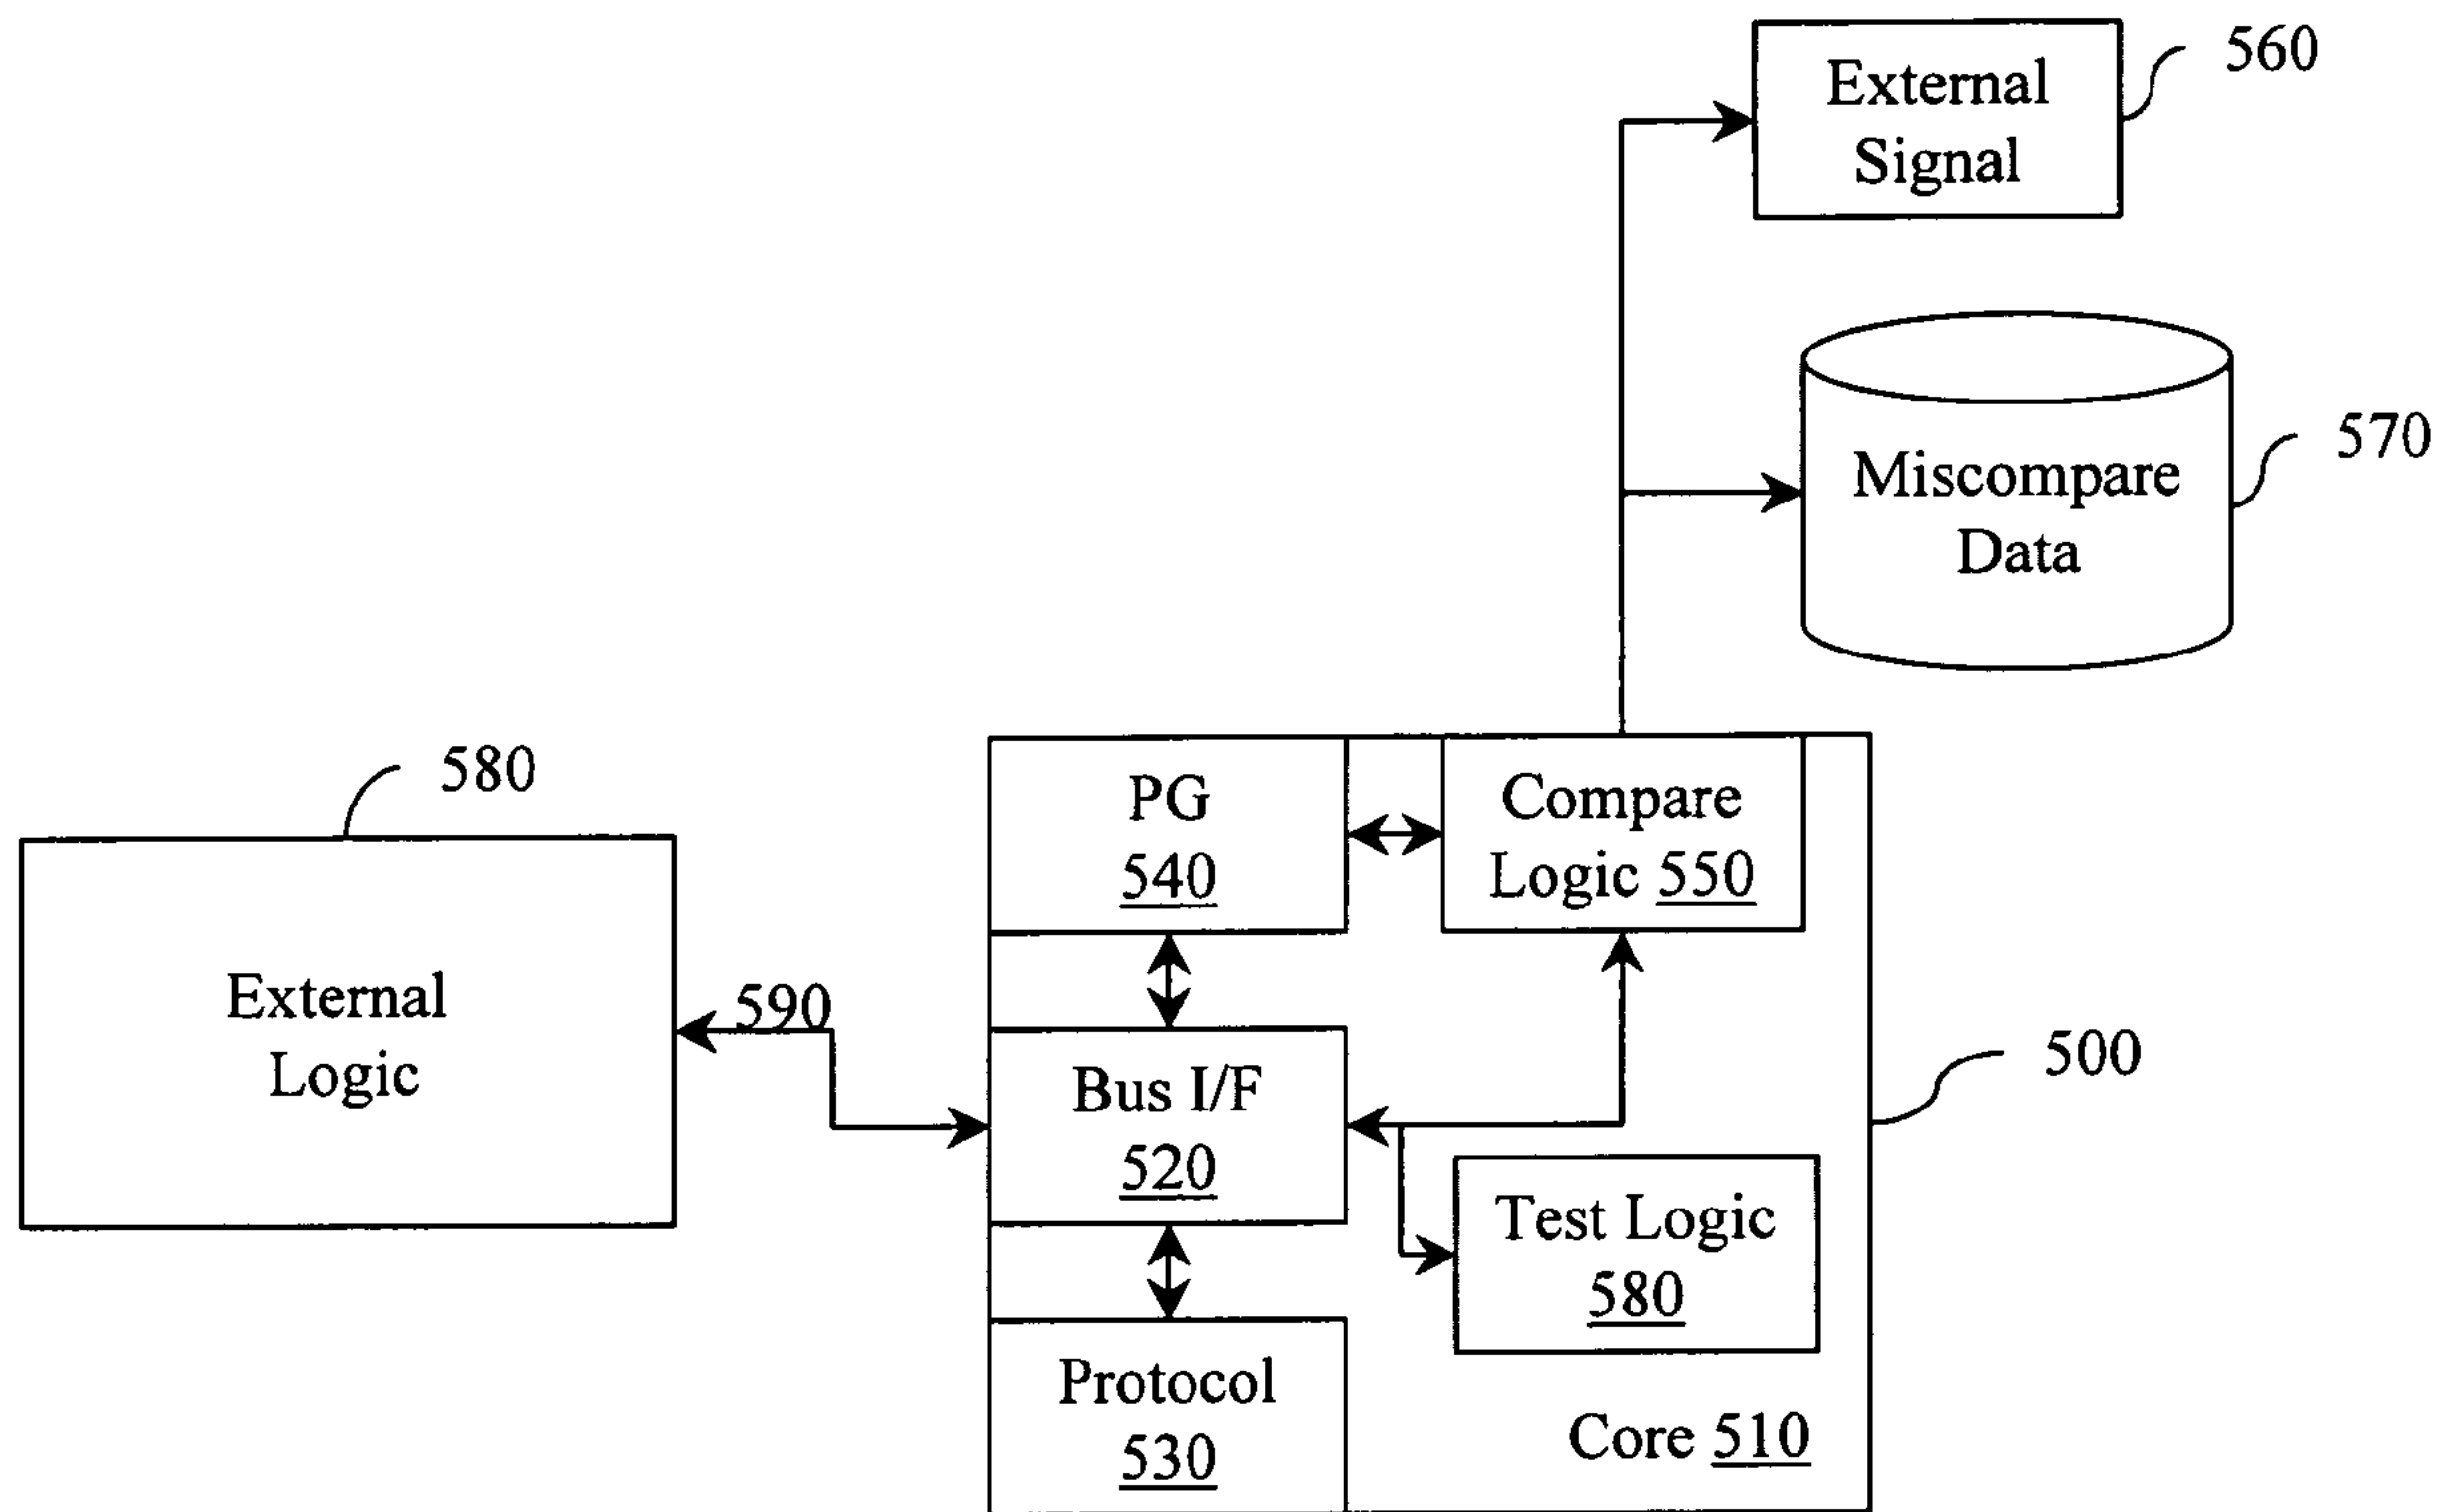 External
Signal
560
Miscompare
Data
570
580
External
Logic
590
PG
540
Compare
Logic 550
Bus I/F
520
500
Test Logic
580
Protocol
530
Core 510